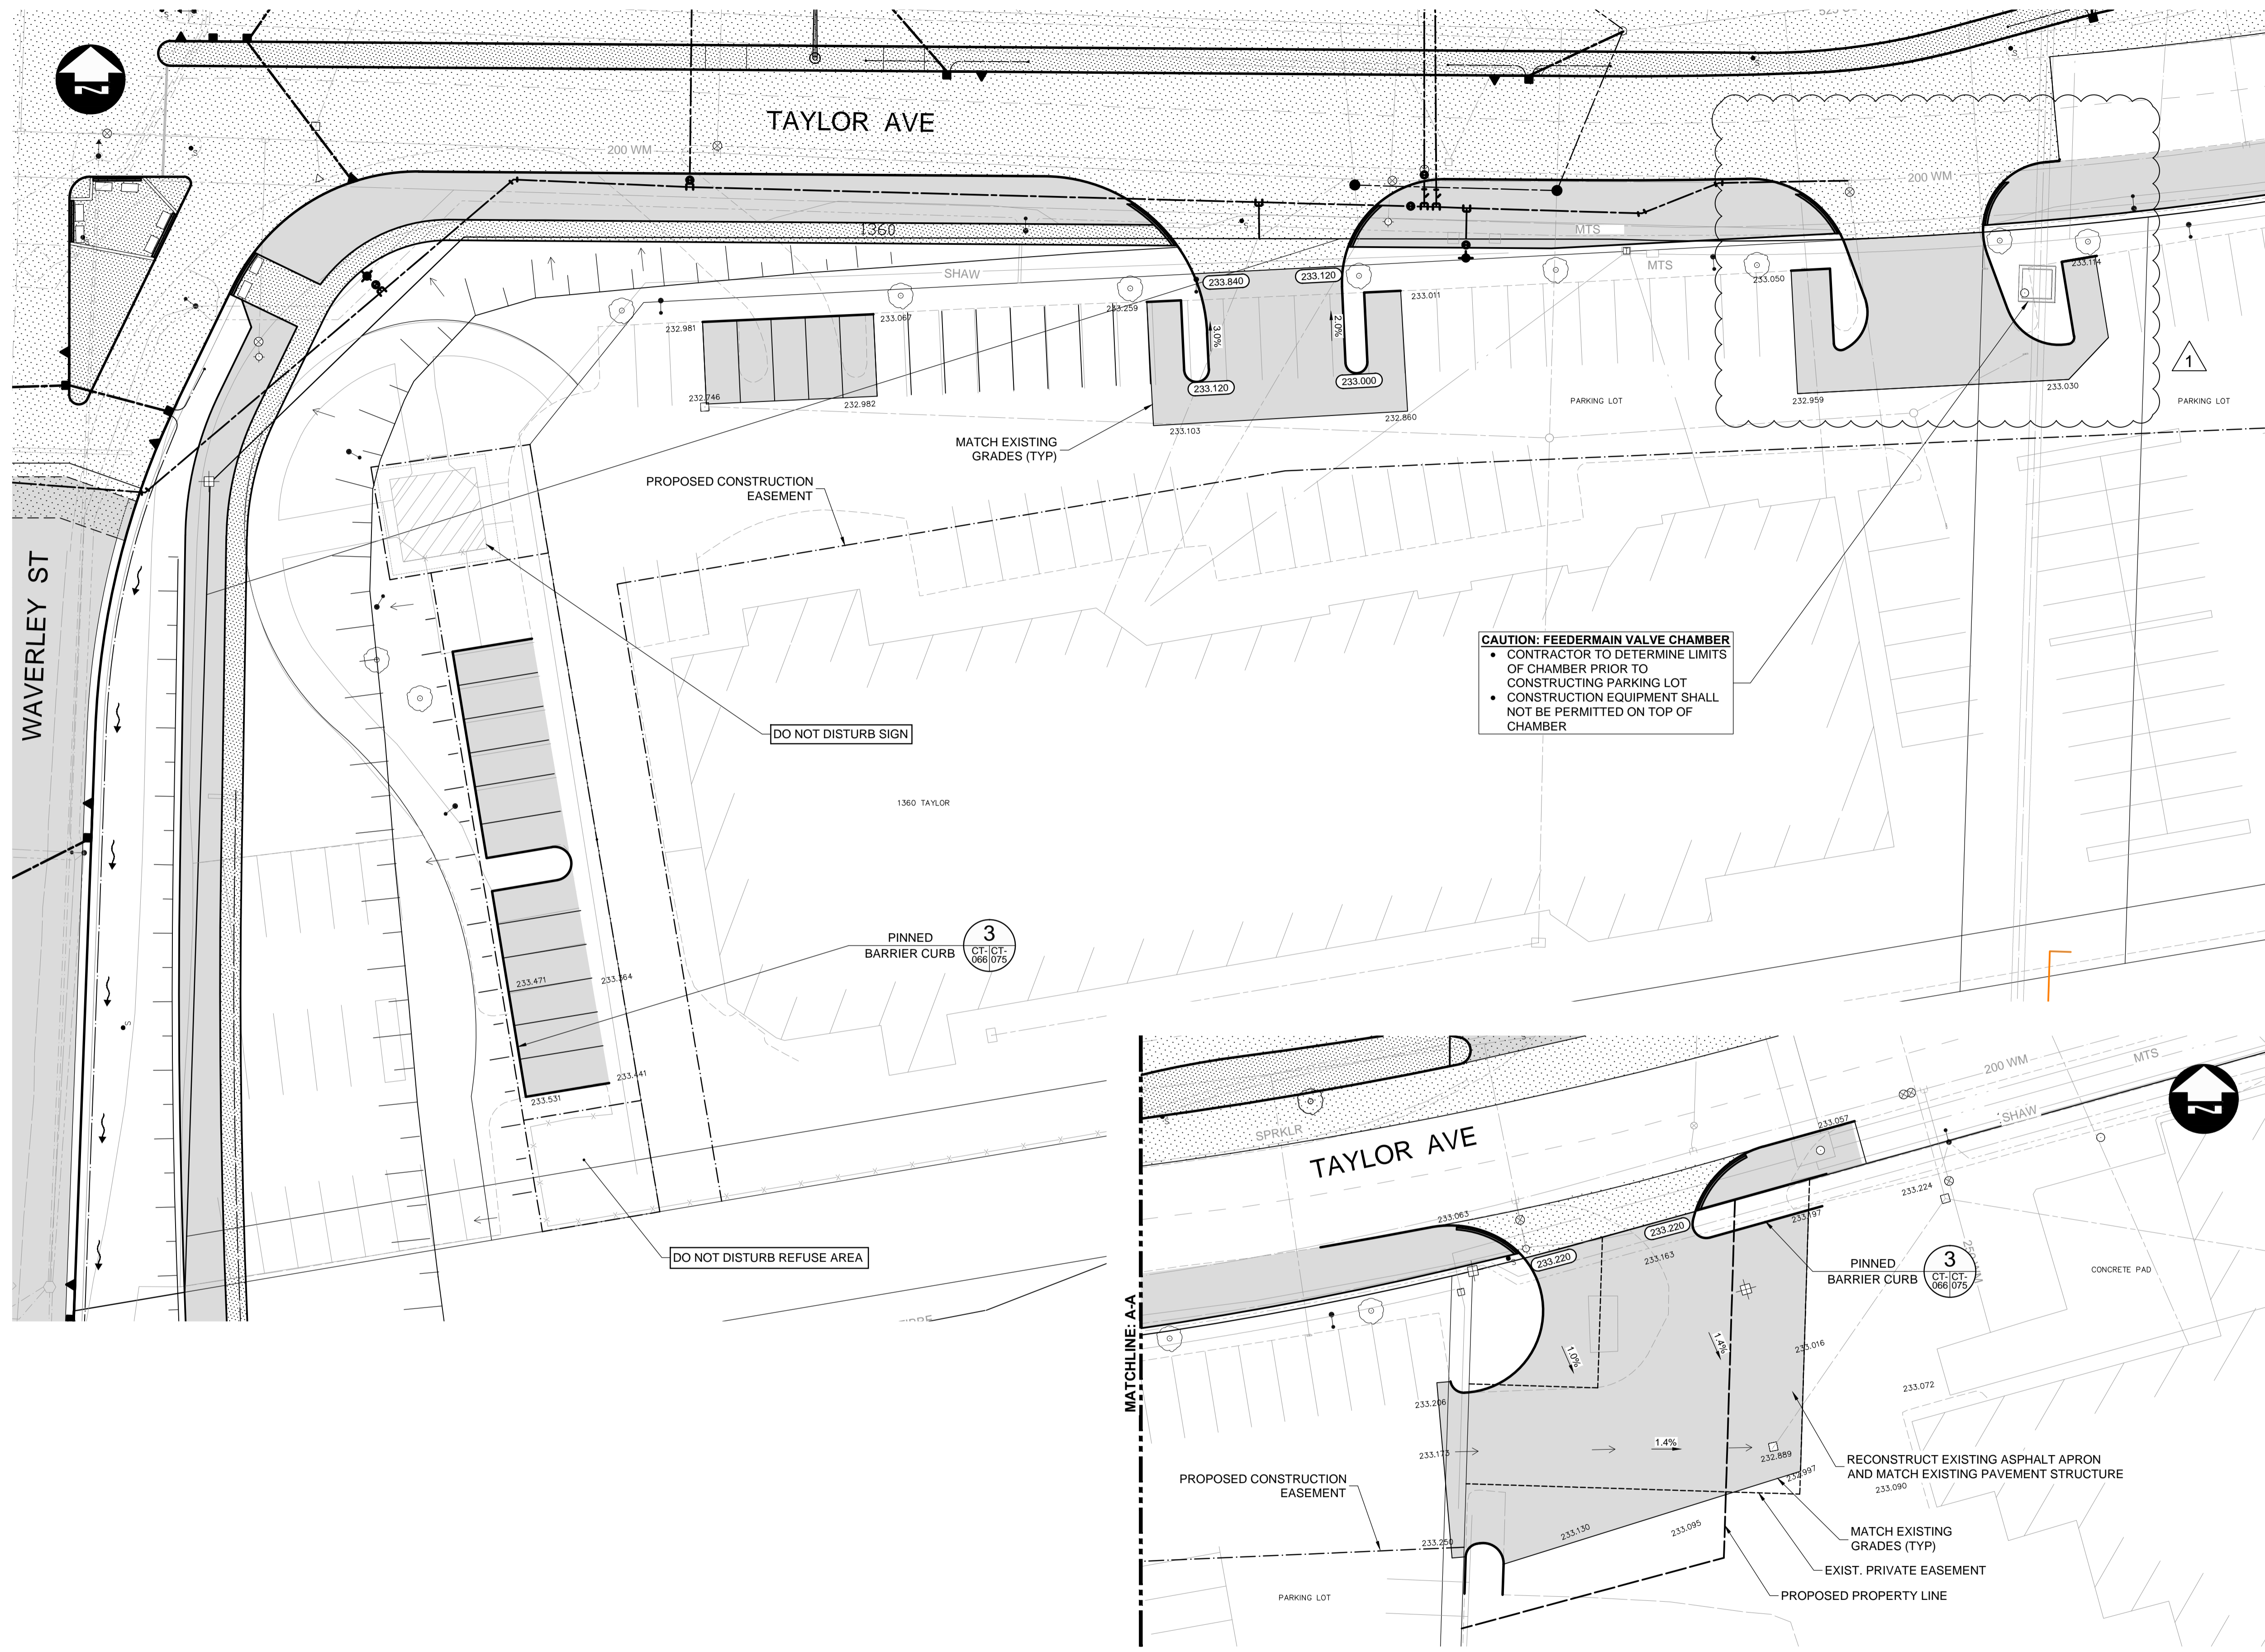 TAYLOR AVE
200 WM
200 WM
1360
SHAW
MTS
MTS
233.840
233.120
233.259
233.011
233.050
233.114
232.981
233.067
3.0%
2.0%
1
232.746
232.982
233.120
233.000
232.860
233.103
232.959
233.030
PARKING LOT
PARKING LOT
MATCH EXISTING
GRADES (TYP)
PROPOSED CONSTRUCTION
EASEMENT
WAVERLEY ST
CAUTION: FEEDERMAIN VALVE CHAMBER
• CONTRACTOR TO DETERMINE LIMITS
OF CHAMBER PRIOR TO
CONSTRUCTING PARKING LOT
• CONSTRUCTION EQUIPMENT SHALL
NOT BE PERMITTED ON TOP OF
CHAMBER
DO NOT DISTURB SIGN
1360 TAYLOR
PINNED
BARRIER CURB
3
CT-066
CT-075
233.471
233.364
233.441
233.531
DO NOT DISTURB REFUSE AREA
MATCHLINE: A-A
TAYLOR AVE
SPRKLR
200 WM
MTS
SHAW
233.057
233.063
233.220
233.220
233.163
233.197
233.224
PINNED
BARRIER CURB
3
CT-066
CT-075
CONCRETE PAD
1.0%
1.4%
233.016
233.072
233.206
233.173
1.4%
232.889
232.997
233.090
RECONSTRUCT EXISTING ASPHALT APRON
AND MATCH EXISTING PAVEMENT STRUCTURE
PROPOSED CONSTRUCTION
EASEMENT
233.250
233.130
233.095
MATCH EXISTING
GRADES (TYP)
EXIST. PRIVATE EASEMENT
PROPOSED PROPERTY LINE
PARKING LOT